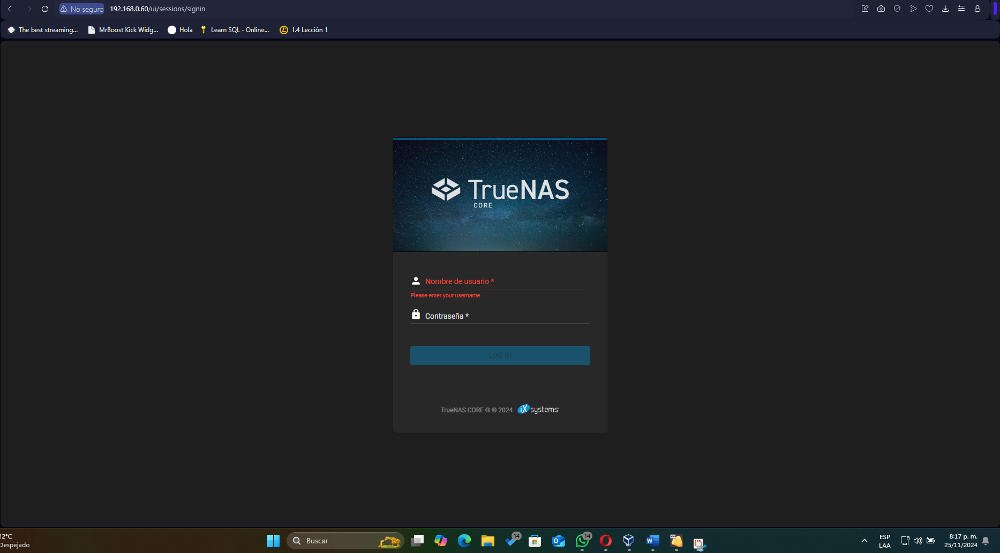 No seguro 192.168.0.60/ui/sessions/signin
The best streaming... MrBoost Kick Widg... Hola Learn SQL - Online... 1.4 Lección 1
TrueNAS
CORE
Nombre de usuario *
Please enter your username
Contraseña *
LOG IN
TrueNAS CORE ® © 2024 iXsystems
12°C
Despejado
Buscar
14
14
ESP
LAA
8:17 p. m.
25/11/2024